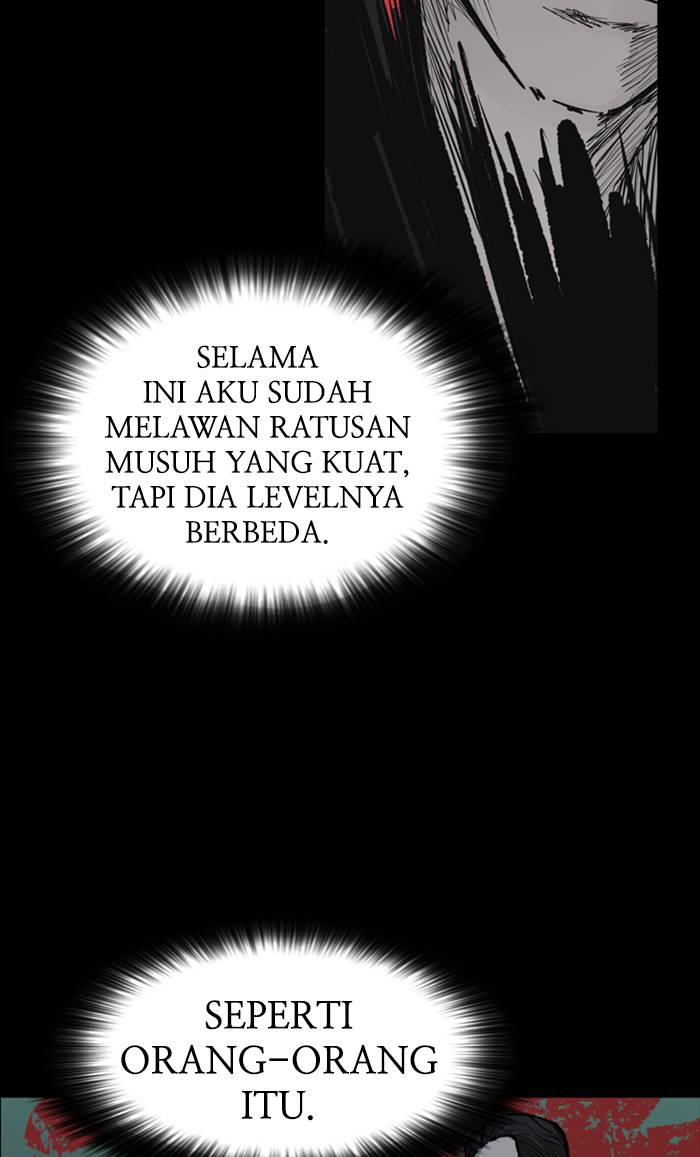 SELAMA
INI AKU SUDAH
MELAWAN RATUSAN
MUSUH YANG KUAT,
TAPI DIA LEVELNYA
BERBEDA.
SEPERTI
ORANG-ORANG
ITU.